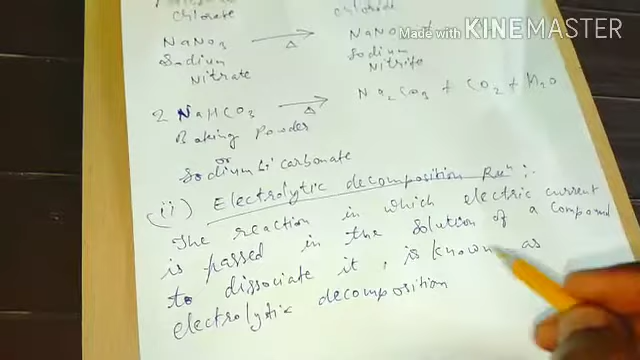 chlorate chloride
NaNO3 → Δ NaNO
Sodium Sodium
Nitrate Nitrite
Made with KINEMASTER
2 NaHCO3 → Δ Na2CO3 + CO2 + H2O
Baking Powder
or
Sodium bi carbonate
(ii) Electrolytic decomposition Rxn :-
The reaction in which electric current
is passed in the solution of a compound
to dissociate it, is known as
electrolytic decomposition